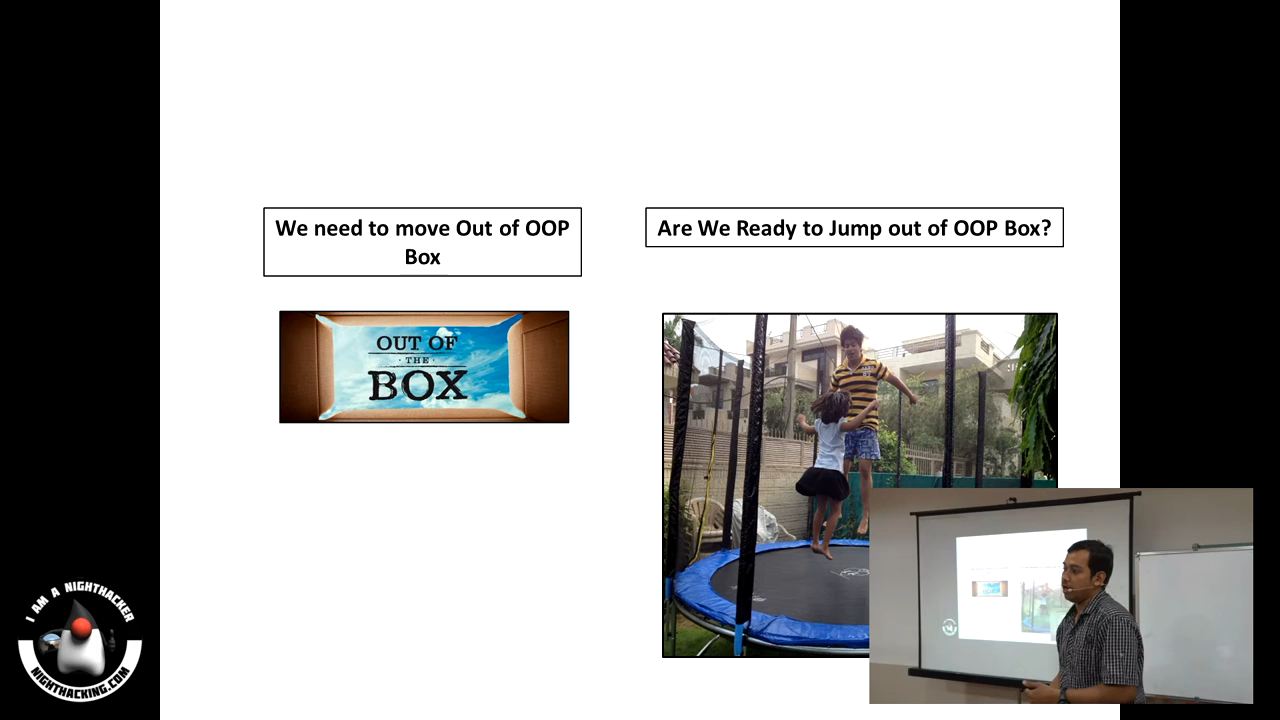 We need to move Out of OOP
Box
Are We Ready to Jump out of OOP Box?
OUT OF
THE
BOX
I AM A NIGHTHACKER
NIGHTHACKING.COM